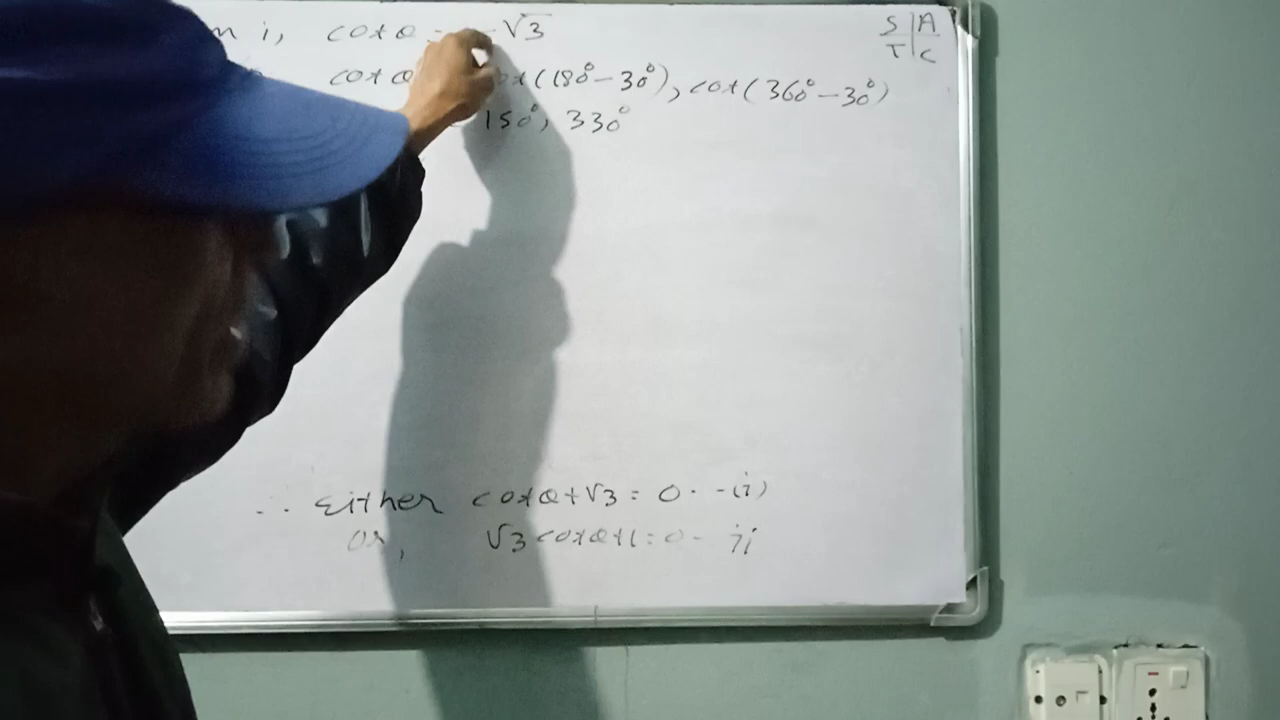 i, cotθ = -√3
S | A
T | C
cotθ cot(180°-30°), cot(360°-30°)
150°, 330°
∴ Either cotθ+√3 = 0 · -(i)
or, √3 cotθ+1 = 0 - ii